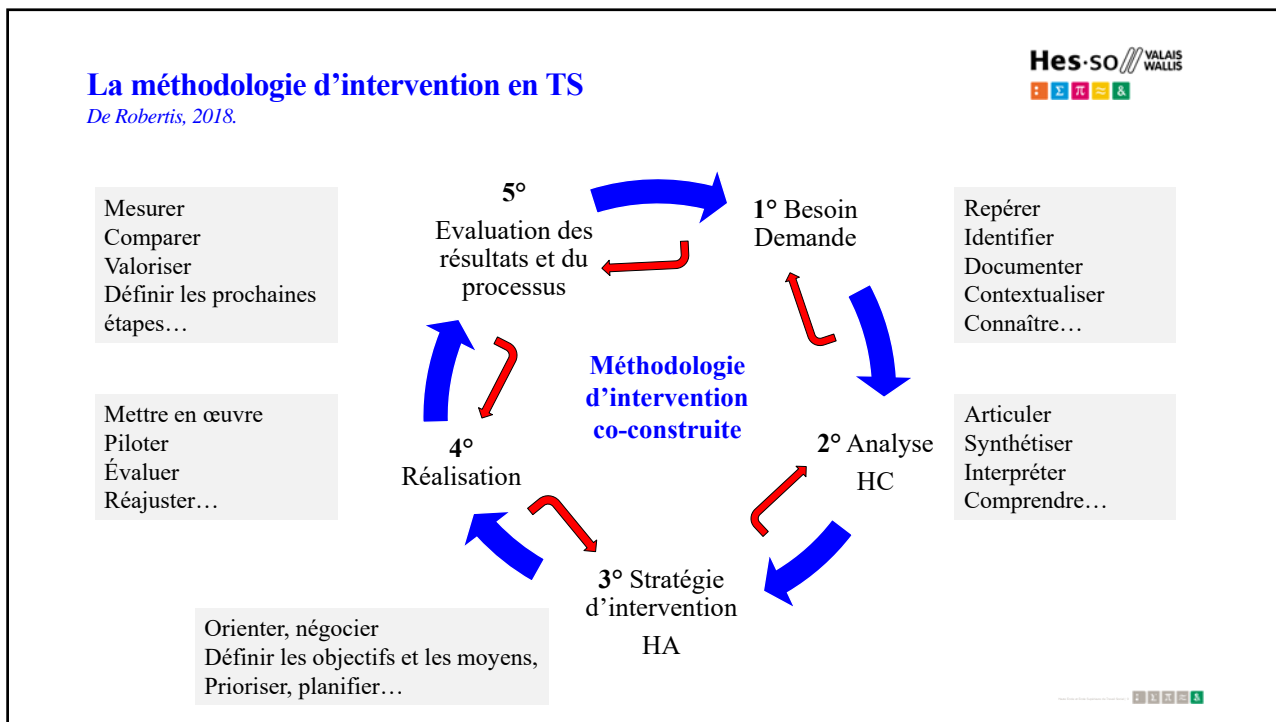 La méthodologie d'intervention en TS
De Robertis, 2018.
Hes·so VALAIS
WALLIS
: Σ π ≈ &
5°
Evaluation des
résultats et du
processus
1° Besoin
Demande
Mesurer
Comparer
Valoriser
Définir les prochaines
étapes…
Repérer
Identifier
Documenter
Contextualiser
Connaître…
Méthodologie
d'intervention
co-construite
Mettre en œuvre
Piloter
Évaluer
Réajuster…
4°
Réalisation
2° Analyse
HC
Articuler
Synthétiser
Interpréter
Comprendre…
3° Stratégie
d'intervention
HA
Orienter, négocier
Définir les objectifs et les moyens,
Prioriser, planifier…
: Σ π ≈ &